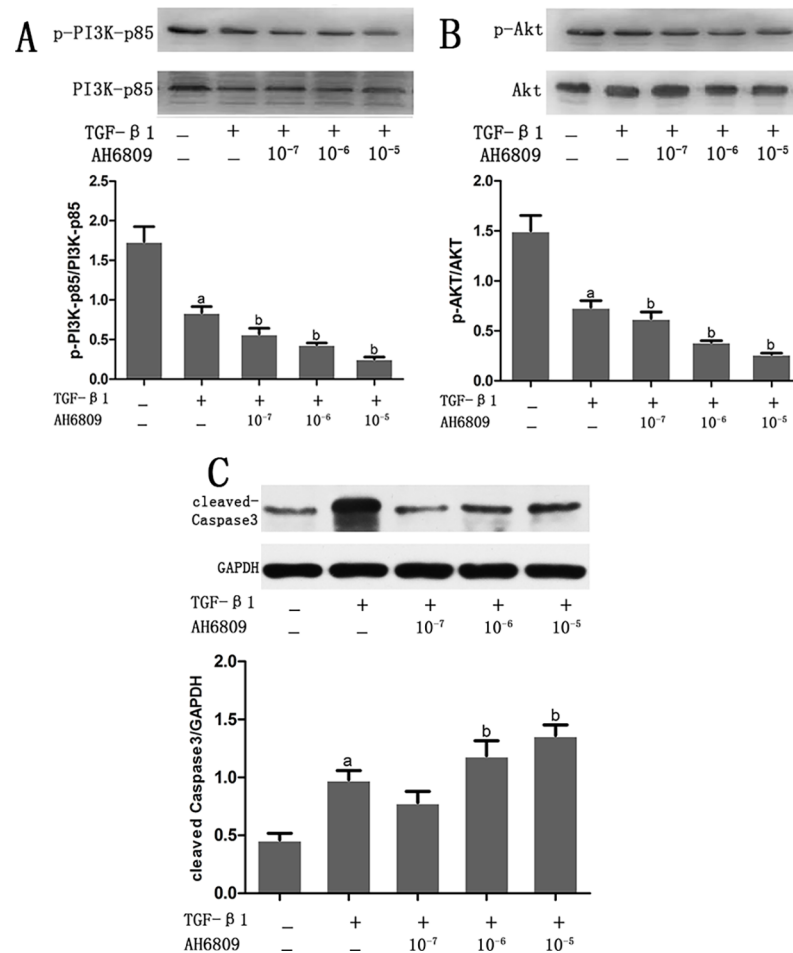 A
p-PI3K-p85
PI3K-p85
TGF-β1 – + + + +
AH6809 – – 10⁻⁷ 10⁻⁶ 10⁻⁵
p-PI3K-p85/PI3K-p85
2.5
2.0
1.5
1.0
0.5
0.0
a b b b
TGF-β1 – + + + +
AH6809 – – 10⁻⁷ 10⁻⁶ 10⁻⁵
B
p-Akt
Akt
TGF-β1 – + + + +
AH6809 – – 10⁻⁷ 10⁻⁶ 10⁻⁵
p-AKT/AKT
2.0
1.5
1.0
0.5
0.0
a b b b
TGF-β1 – + + + +
AH6809 – – 10⁻⁷ 10⁻⁶ 10⁻⁵
C
cleaved-
Caspase3
GAPDH
TGF-β1 – + + + +
AH6809 – – 10⁻⁷ 10⁻⁶ 10⁻⁵
cleaved Caspase3/GAPDH
2.0
1.5
1.0
0.5
0.0
a b b
TGF-β1 – + + + +
AH6809 – – 10⁻⁷ 10⁻⁶ 10⁻⁵